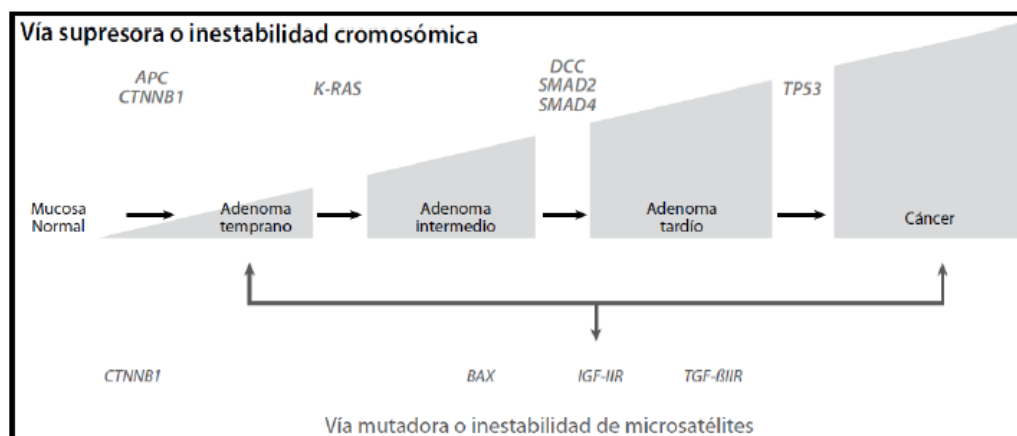 Vía supresora o inestabilidad cromosómica
APC
CTNNB1
K-RAS
DCC
SMAD2
SMAD4
TP53
Mucosa
Normal
Adenoma
temprano
Adenoma
intermedio
Adenoma
tardío
Cáncer
CTNNB1
BAX
IGF-IIR
TGF-ßIIR
Vía mutadora o inestabilidad de microsatélites